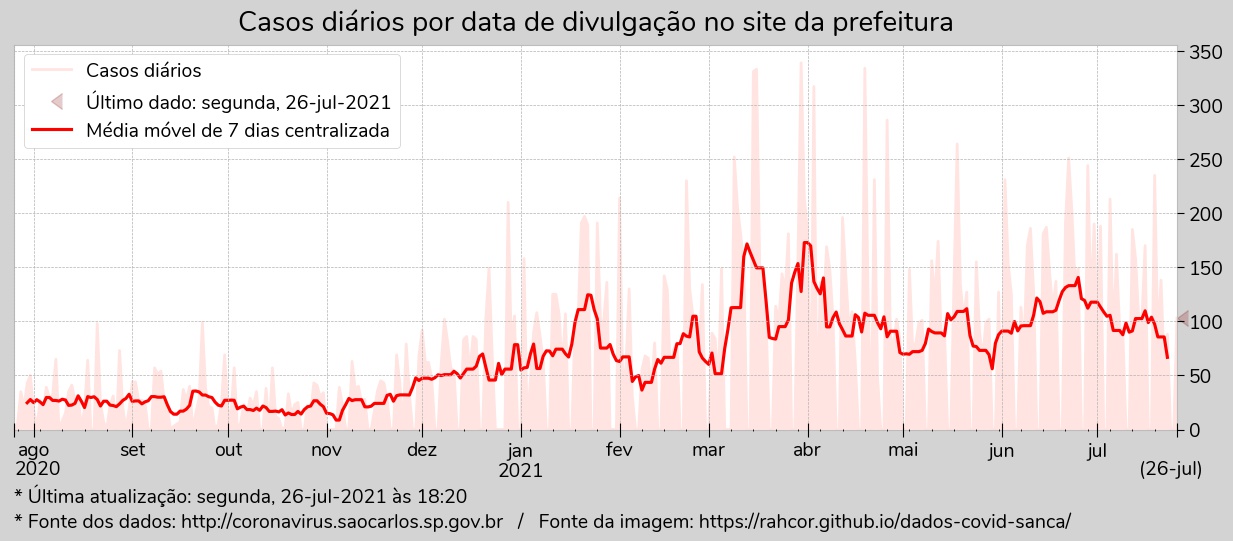 Casos diários por data de divulgação no site da prefeitura
Casos diários
Último dado: segunda, 26-jul-2021
Média móvel de 7 dias centralizada
350
300
250
200
150
100
50
0
ago set out nov dez jan fev mar abr mai jun jul
2020 2021 (26-jul)
* Última atualização: segunda, 26-jul-2021 às 18:20
* Fonte dos dados: http://coronavirus.saocarlos.sp.gov.br / Fonte da imagem: https://rahcor.github.io/dados-covid-sanca/